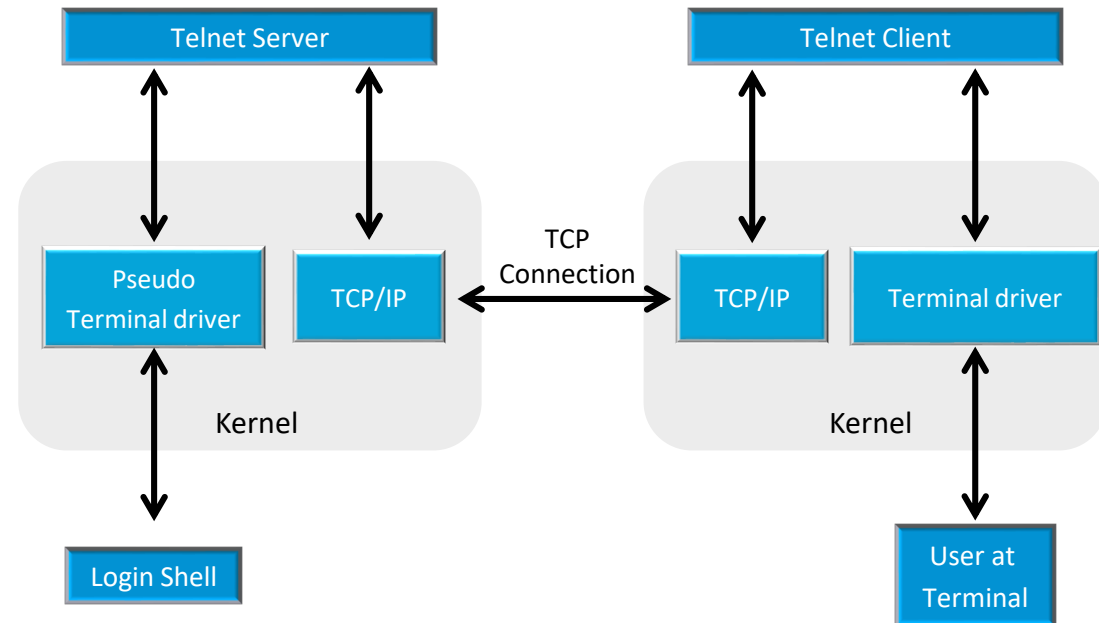 Telnet Server
Telnet Client
TCP
Connection
Pseudo
Terminal driver
TCP/IP
TCP/IP
Terminal driver
Kernel
Kernel
Login Shell
User at
Terminal